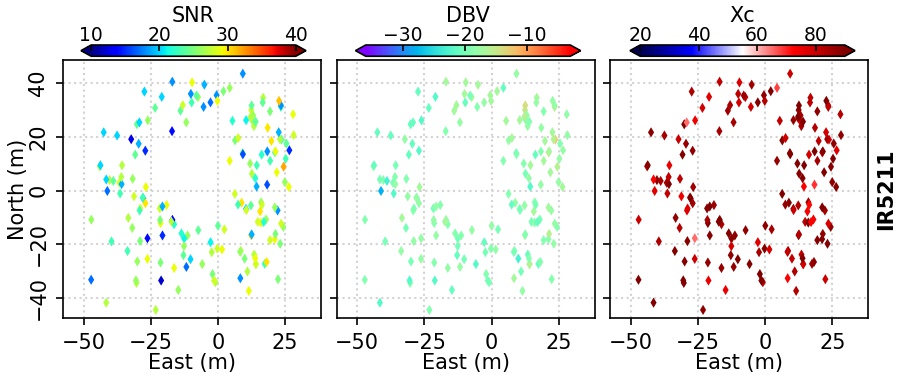 SNR DBV Xc
10 20 30 40 −30 −20 −10 20 40 60 80
40
20
0
−20
−40
North (m)
−50 −25 0 25 −50 −25 0 25 −50 −25 0 25
East (m) East (m) East (m)
IR5211